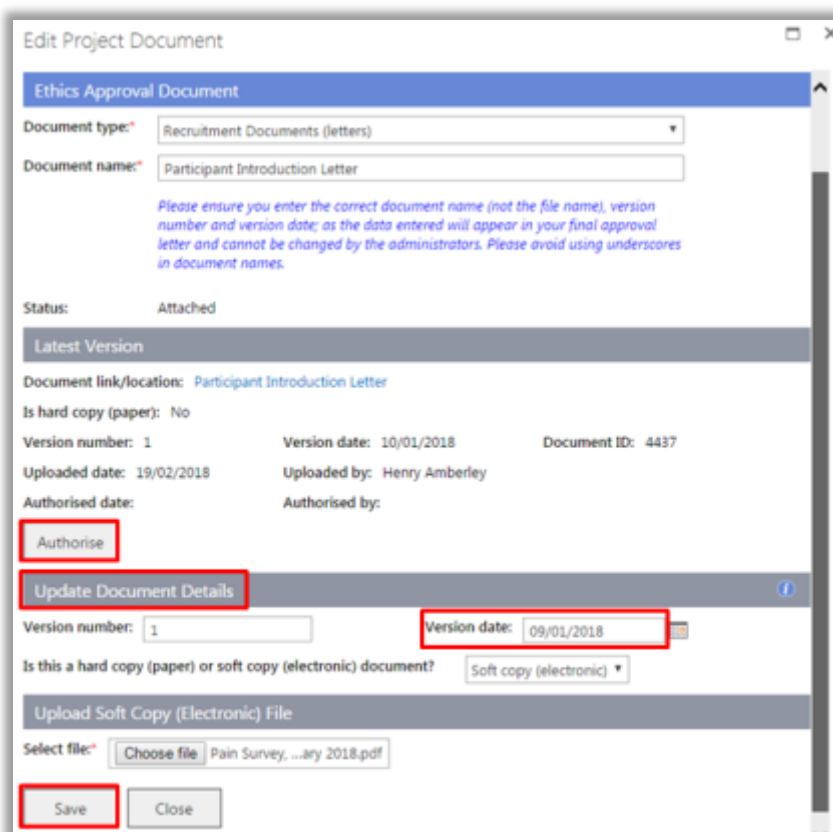 Edit Project Document
Ethics Approval Document
Document type:* Recruitment Documents (letters)
Document name:* Participant Introduction Letter
Please ensure you enter the correct document name (not the file name), version
number and version date; as the data entered will appear in your final approval
letter and cannot be changed by the administrators. Please avoid using underscores
in document names.
Status: Attached
Latest Version
Document link/location: Participant Introduction Letter
Is hard copy (paper): No
Version number: 1 Version date: 10/01/2018 Document ID: 4437
Uploaded date: 19/02/2018 Uploaded by: Henry Amberley
Authorised date: Authorised by:
Authorise
Update Document Details i
Version number: 1 Version date: 09/01/2018
Is this a hard copy (paper) or soft copy (electronic) document? Soft copy (electronic)
Upload Soft Copy (Electronic) File
Select file:* Choose file Pain Survey, ...ary 2018.pdf
Save Close